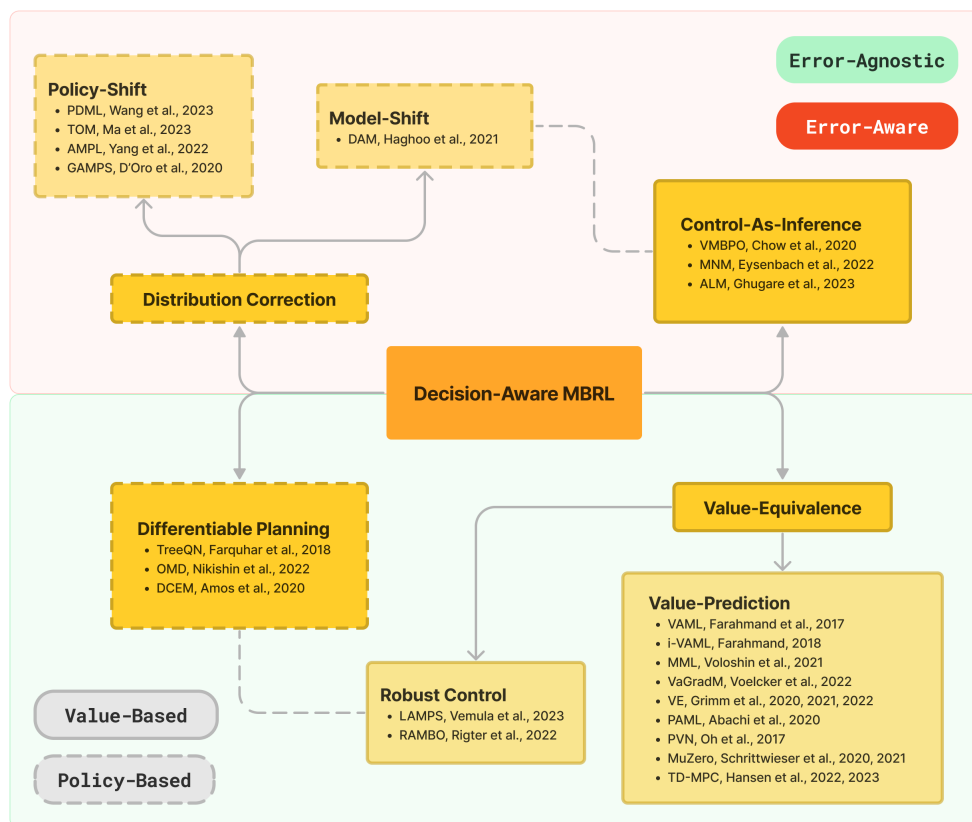 Error-Agnostic
Error-Aware
Policy-Shift
• PDML, Wang et al., 2023
• TOM, Ma et al., 2023
• AMPL, Yang et al., 2022
• GAMPS, D'Oro et al., 2020
Model-Shift
• DAM, Haghoo et al., 2021
Control-As-Inference
• VMBPO, Chow et al., 2020
• MNM, Eysenbach et al., 2022
• ALM, Ghugare et al., 2023
Distribution Correction
Decision-Aware MBRL
Differentiable Planning
• TreeQN, Farquhar et al., 2018
• OMD, Nikishin et al., 2022
• DCEM, Amos et al., 2020
Value-Equivalence
Value-Prediction
• VAML, Farahmand et al., 2017
• i-VAML, Farahmand, 2018
• MML, Voloshin et al., 2021
• VaGradM, Voelcker et al., 2022
• VE, Grimm et al., 2020, 2021, 2022
• PAML, Abachi et al., 2020
• PVN, Oh et al., 2017
• MuZero, Schrittwieser et al., 2020, 2021
• TD-MPC, Hansen et al., 2022, 2023
Robust Control
• LAMPS, Vemula et al., 2023
• RAMBO, Rigter et al., 2022
Value-Based
Policy-Based